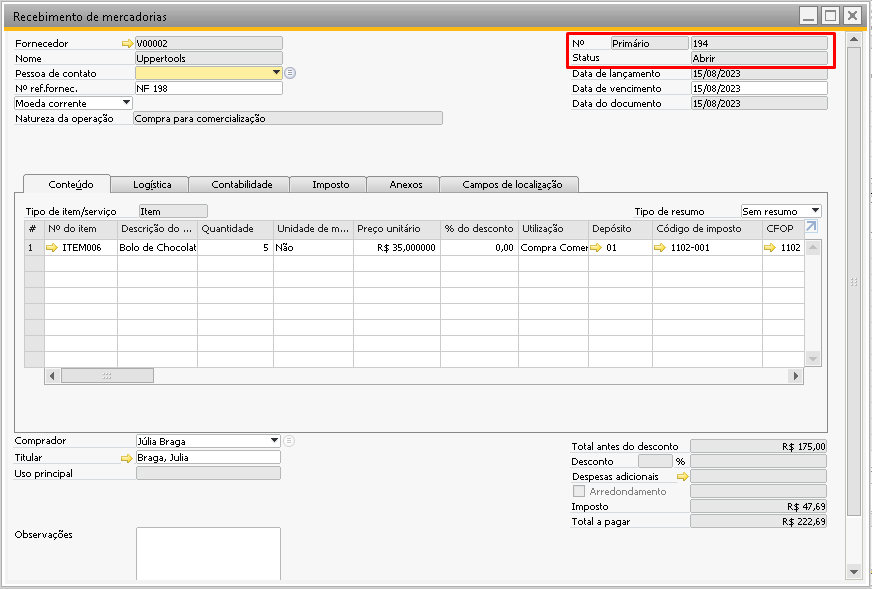 Recebimento de mercadorias
Fornecedor V00002
Nome Uppertools
Pessoa de contato
Nº ref.fornec. NF 198
Moeda corrente
Natureza da operação Compra para comercialização
Nº Primário 194
Status Abrir
Data de lançamento 15/08/2023
Data de vencimento 15/08/2023
Data do documento 15/08/2023
Conteúdo Logística Contabilidade Imposto Anexos Campos de localização
Tipo de item/serviço Item Tipo de resumo Sem resumo
# Nº do item Descrição do ... Quantidade Unidade de m... Preço unitário % do desconto Utilização Depósito Código de imposto CFOP
1 ITEM006 Bolo de Chocolat 5 Não R$ 35,000000 0,00 Compra Comer 01 1102-001 1102
Comprador Júlia Braga
Titular Braga, Julia
Uso principal
Observações
Total antes do desconto R$ 175,00
Desconto %
Despesas adicionais
Arredondamento
Imposto R$ 47,69
Total a pagar R$ 222,69